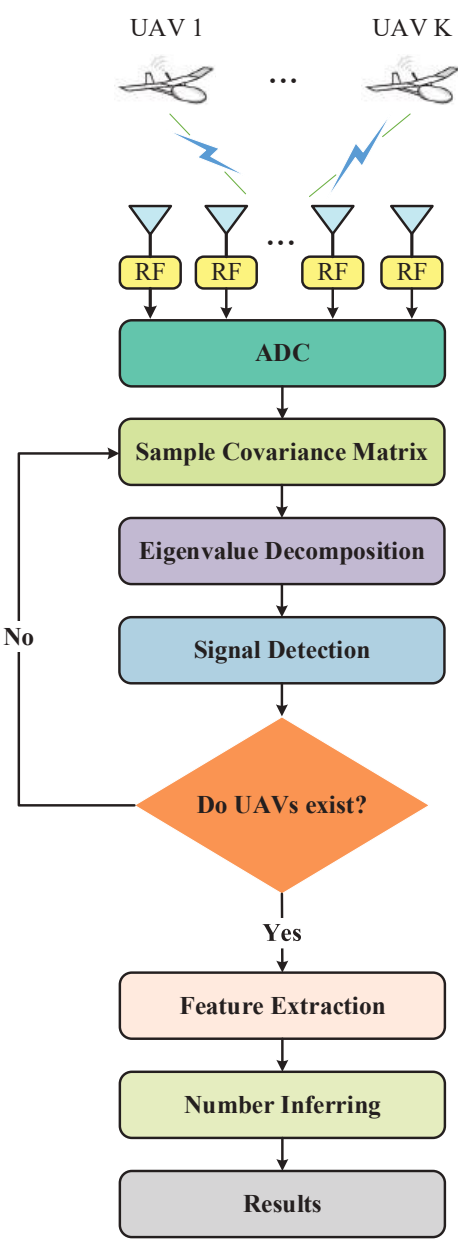 UAV 1 ... UAV K
...
RF RF RF RF
ADC
Sample Covariance Matrix
Eigenvalue Decomposition
Signal Detection
No
Do UAVs exist?
Yes
Feature Extraction
Number Inferring
Results